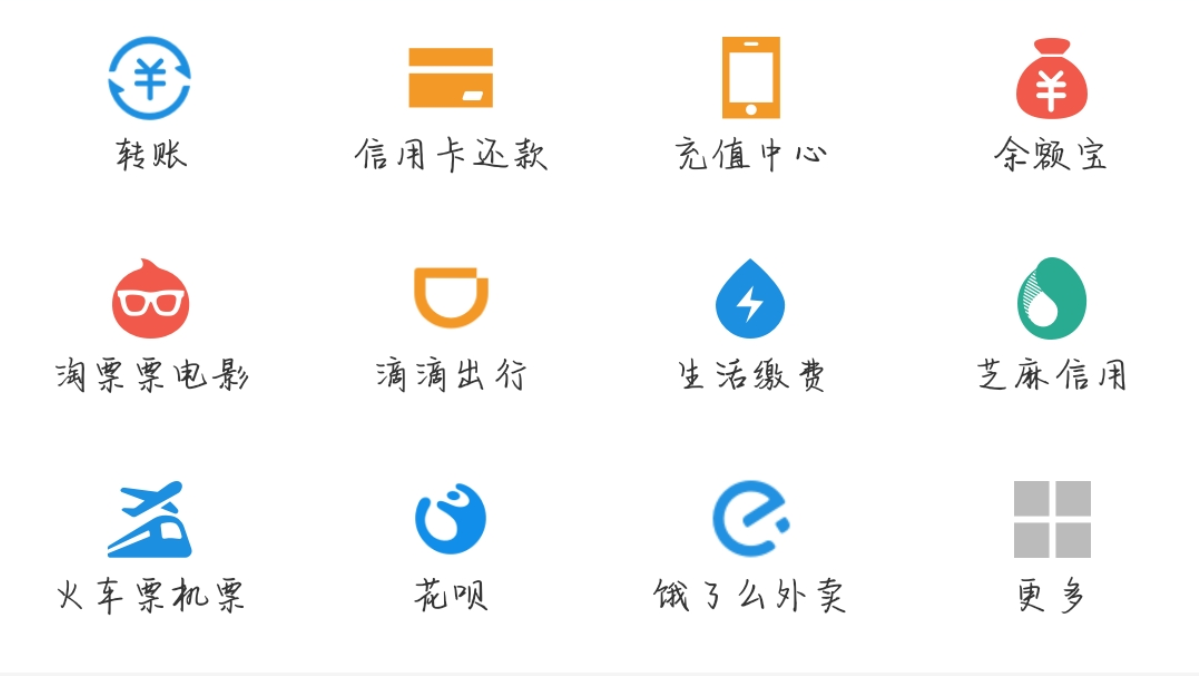 转账 信用卡还款 充值中心 余额宝
淘票票电影 滴滴出行 生活缴费 芝麻信用
火车票机票 花呗 饿了么外卖 更多